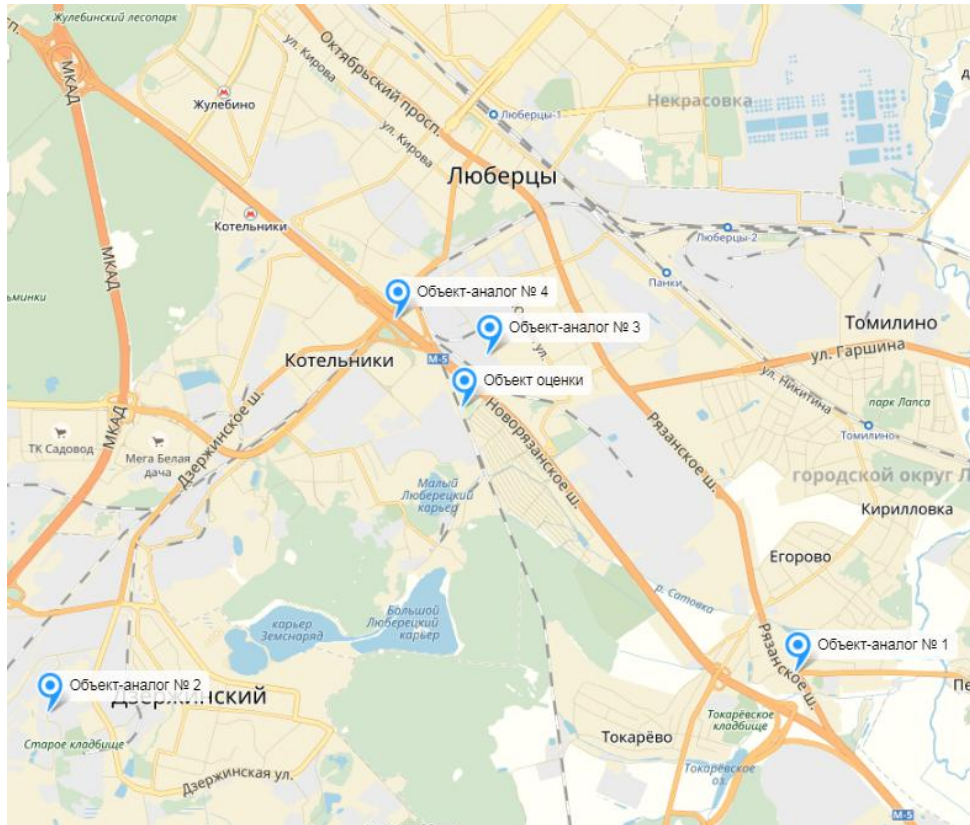 Жулебинский лесопарк
МКАД
ул. Кирова
Октябрьский просп.
Жулебино
Люберцы-1
Некрасовка
ул. Кирова
Люберцы
Котельники
МКАД
Люберцы-2
Панки
Объект-аналог № 4
Объект-аналог № 3
ул.
Томилино
ул. Гаршина
Котельники
М-5
Объект оценки
ул. Никитина
парк Лапса
МКАД
Дзержинское ш.
Новорязанское ш.
Рязанское ш.
Томилино
ТК Садовод
Мега Белая
дача
городской округ Л
Малый
Люберецкий
карьер
Кирилловка
Егорово
р. Сатовка
карьер
Земснаряд
Большой
Люберецкий
карьер
Рязанское ш.
Объект-аналог № 1
Объект-аналог № 2
Дзержинский
Пе
Старое кладбище
Токарёво
Токарёвское
кладбище
Дзержинская ул.
Токарёвское
оз.
М-5